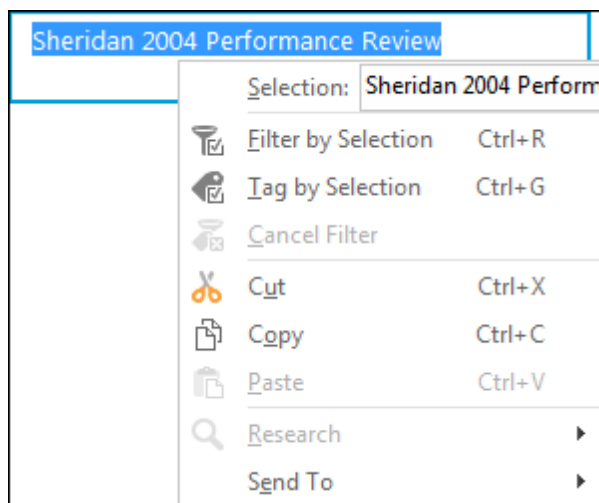 Sheridan 2004 Performance Review
Selection: Sheridan 2004 Perform
Filter by Selection Ctrl+R
Tag by Selection Ctrl+G
Cancel Filter
Cut Ctrl+X
Copy Ctrl+C
Paste Ctrl+V
Research
Send To